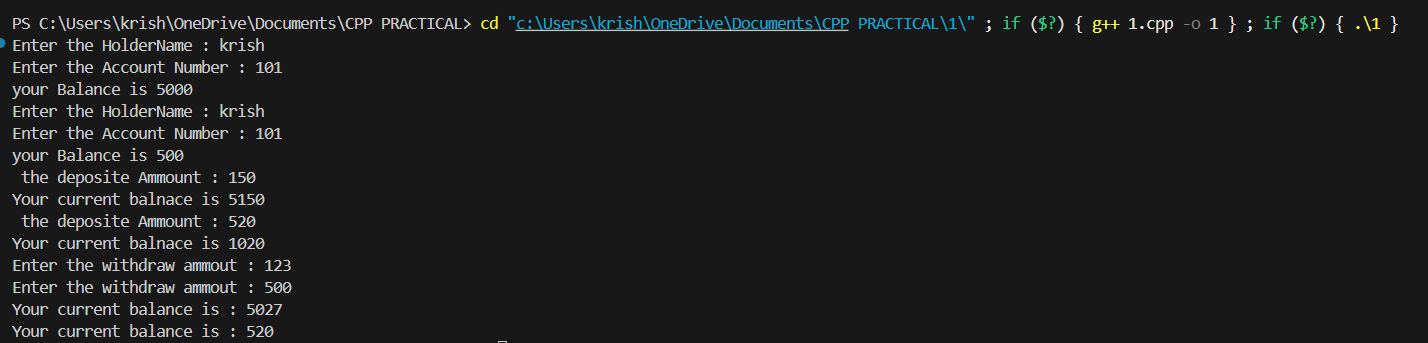 PS C:\Users\krish\OneDrive\Documents\CPP PRACTICAL> cd "c:\Users\krish\OneDrive\Documents\CPP PRACTICAL\1\" ; if ($?) { g++ 1.cpp -o 1 } ; if ($?) { .\1 }
Enter the HolderName : krish
Enter the Account Number : 101
your Balance is 5000
Enter the HolderName : krish
Enter the Account Number : 101
your Balance is 500
 the deposite Ammount : 150
Your current balnace is 5150
 the deposite Ammount : 520
Your current balnace is 1020
Enter the withdraw ammout : 123
Enter the withdraw ammout : 500
Your current balance is : 5027
Your current balance is : 520